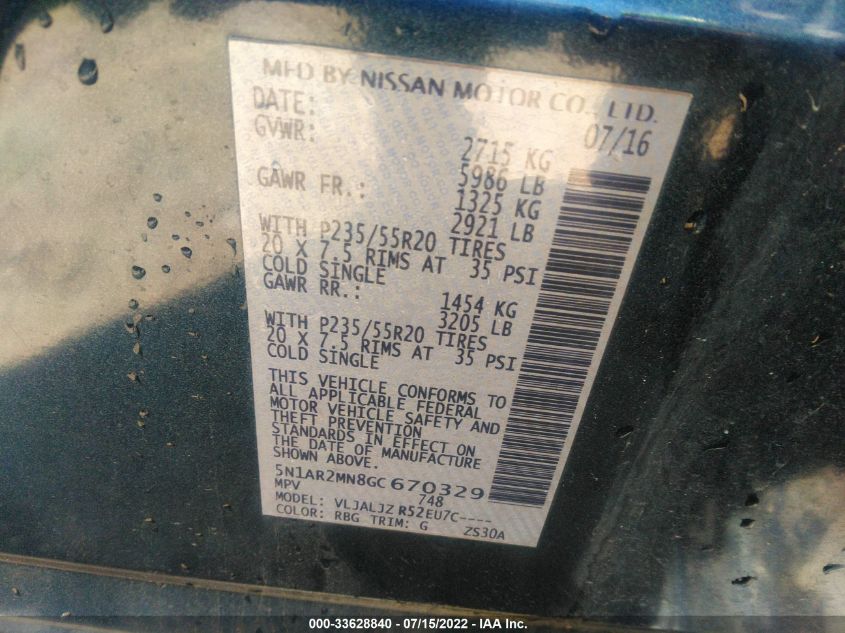 MFD BY NISSAN MOTOR CO., LTD.
DATE: 07/16
GVWR: 2715 KG
5986 LB
GAWR FR.: 1325 KG
2921 LB
WITH P235/55R20 TIRES
20 X 7.5 RIMS AT 35 PSI
COLD SINGLE
GAWR RR.: 1454 KG
3205 LB
WITH P235/55R20 TIRES
20 X 7.5 RIMS AT 35 PSI
COLD SINGLE
THIS VEHICLE CONFORMS TO
ALL APPLICABLE FEDERAL
MOTOR VEHICLE SAFETY AND
THEFT PREVENTION
STANDARDS IN EFFECT ON
THE DATE OF MANUFACTURE
SHOWN ABOVE.
5N1AR2MN8GC670329
MPV 748
MODEL: VLJALJZ R52EU7C----
COLOR: RBG TRIM: G ZS30A
000-33628840 - 07/15/2022 - IAA Inc.